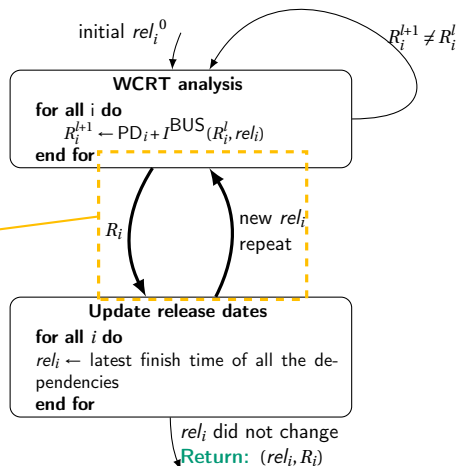 initial rel_i^0
R_i^{l+1} ≠ R_i^l
WCRT analysis
for all i do
R_i^{l+1} ← PD_i + I^{BUS}(R_i^l, rel_i)
end for
R_i
new rel_i
repeat
Update release dates
for all i do
rel_i ← latest finish time of all the de-
pendencies
end for
rel_i did not change
Return: (rel_i, R_i)